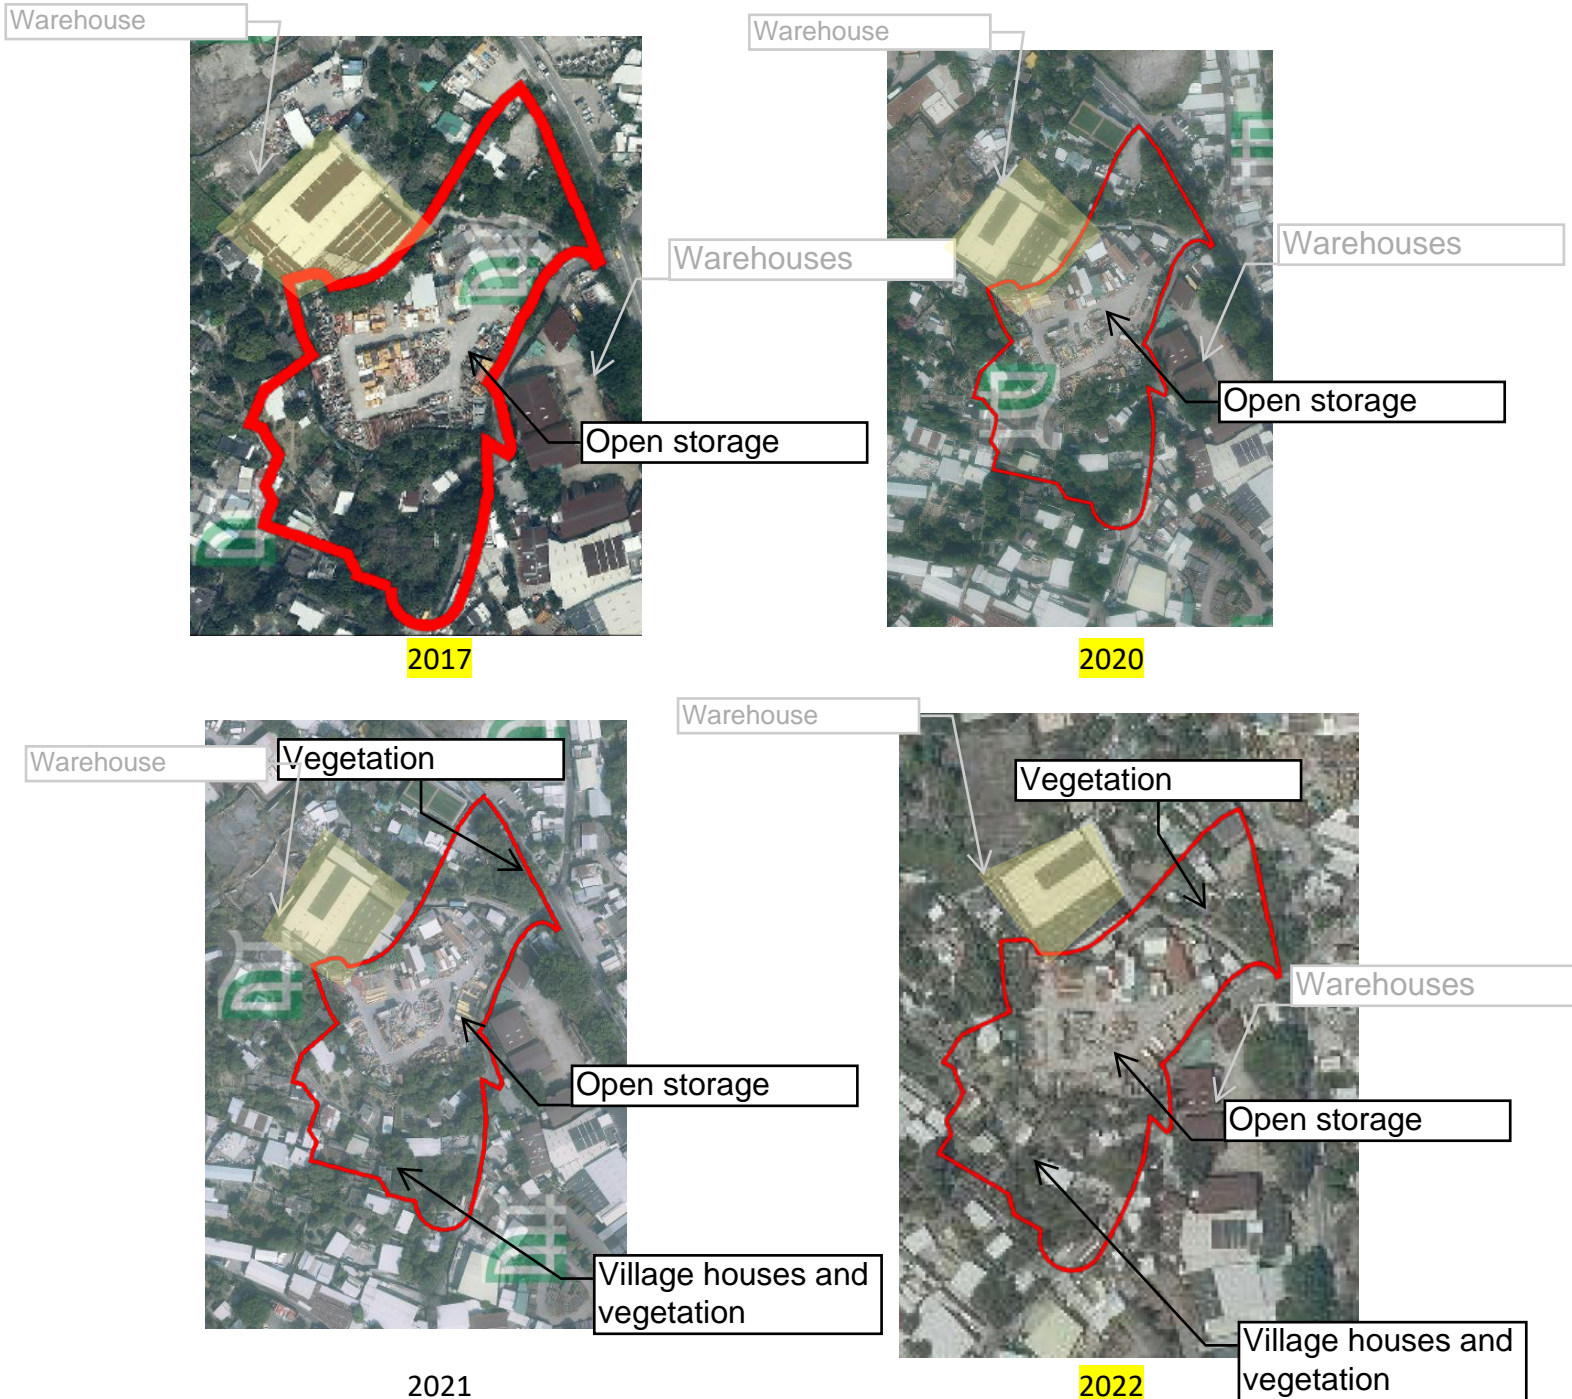 Warehouse
Warehouse
Warehouses
Warehouses
Open storage
Open storage
2017
2020
Warehouse
Vegetation
Warehouse
Vegetation
Warehouses
Open storage
Open storage
Village houses and
vegetation
Village houses and
vegetation
2021
2022